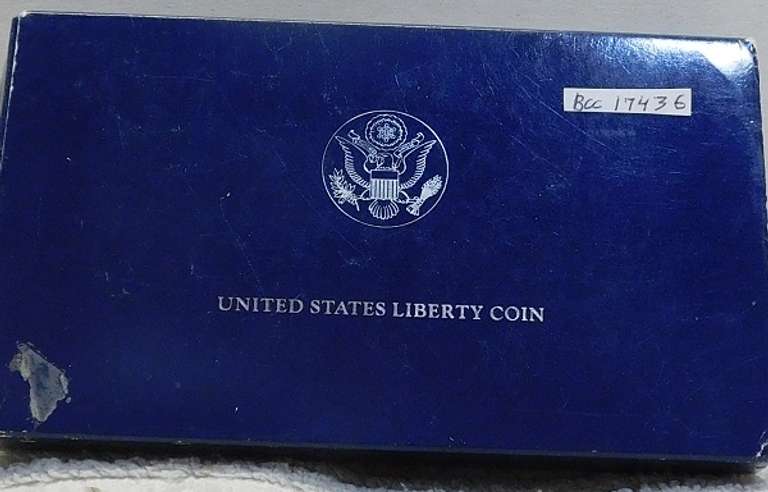 Bcc 17436
UNITED STATES LIBERTY COIN